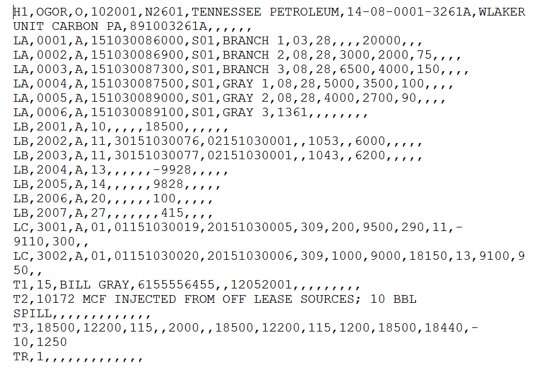 H1,OGOR,O,102001,N2601,TENNESSEE PETROLEUM,14-08-0001-3261A,WLAKER
UNIT CARBON PA,891003261A,,,,,,
LA,0001,A,151030086000,S01,BRANCH 1,03,28,,,,20000,,,
LA,0002,A,151030086900,S01,BRANCH 2,08,28,3000,2000,75,,,,
LA,0003,A,151030087300,S01,BRANCH 3,08,28,6500,4000,150,,,,
LA,0004,A,151030087500,S01,GRAY 1,08,28,5000,3500,100,,,,
LA,0005,A,151030089000,S01,GRAY 2,08,28,4000,2700,90,,,,
LA,0006,A,151030089100,S01,GRAY 3,1361,,,,,,,,
LB,2001,A,10,,,,,18500,,,,,,
LB,2002,A,11,30151030076,02151030001,,1053,,6000,,,,,
LB,2003,A,11,30151030077,02151030001,,1043,,6200,,,,,
LB,2004,A,13,,,,,,-9928,,,,,
LB,2005,A,14,,,,,,9828,,,,,
LB,2006,A,20,,,,,,100,,,,,
LB,2007,A,27,,,,,,,415,,,,
LC,3001,A,01,01151030019,20151030005,309,200,9500,290,11,-
9110,300,,
LC,3002,A,01,01151030020,20151030006,309,1000,9000,18150,13,9100,9
50,,
T1,15,BILL GRAY,6155556455,,12052001,,,,,,,,,
T2,10172 MCF INJECTED FROM OFF LEASE SOURCES; 10 BBL
SPILL,,,,,,,,,,,,,
T3,18500,12200,115,,2000,,18500,12200,115,1200,18500,18440,-
10,1250
TR,1,,,,,,,,,,,,,